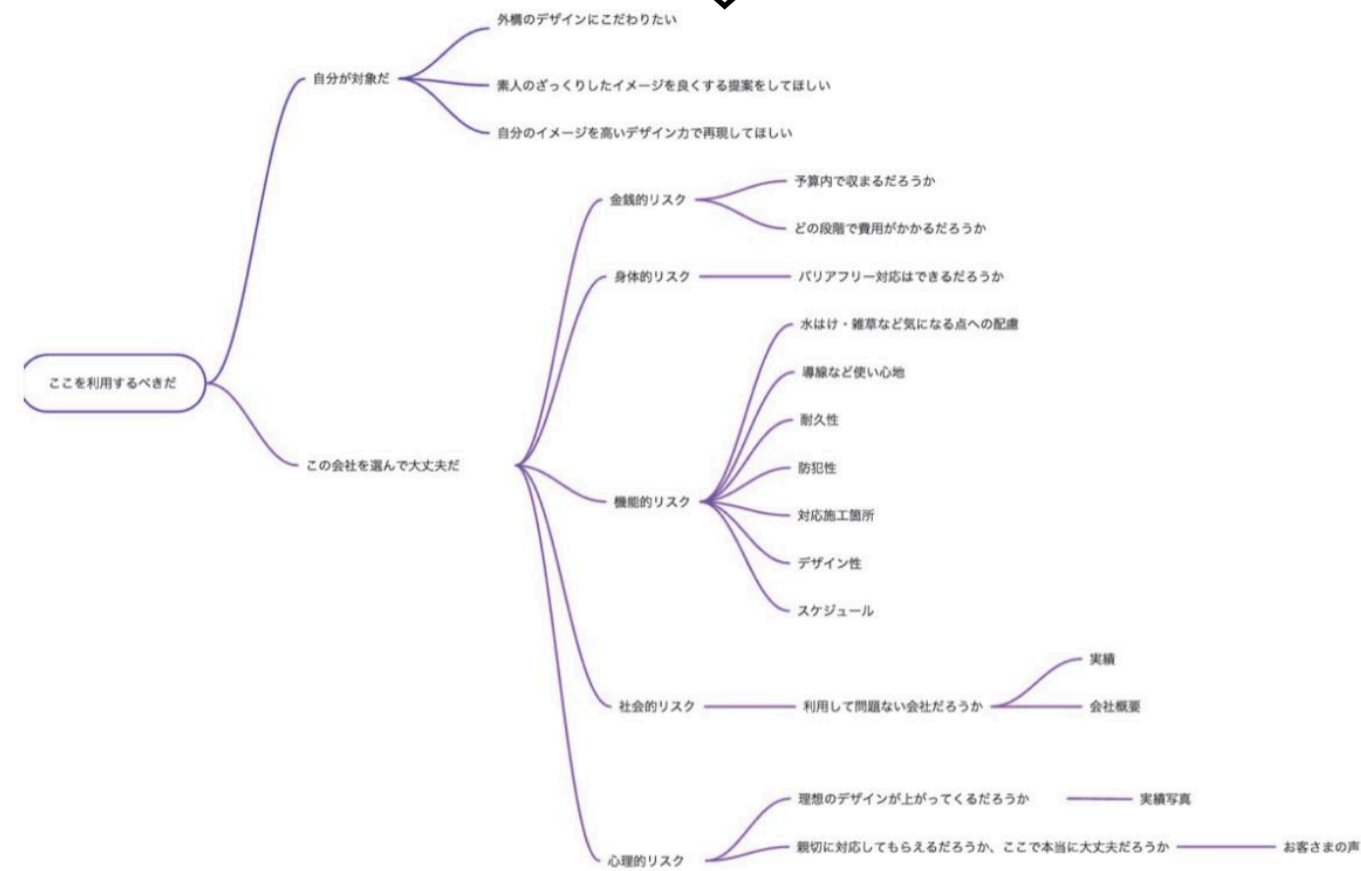 外構のデザインにこだわりたい
自分が対象だ
素人のざっくりしたイメージを良くする提案をしてほしい
自分のイメージを高いデザイン力で再現してほしい
予算内で収まるだろうか
金銭的リスク
どの段階で費用がかかるだろうか
身体的リスク
バリアフリー対応はできるだろうか
水はけ・雑草など気になる点への配慮
導線など使い心地
ここを利用するべきだ
耐久性
この会社を選んで大丈夫だ
防犯性
機能的リスク
対応施工箇所
デザイン性
スケジュール
実績
社会的リスク
利用して問題ない会社だろうか
会社概要
理想のデザインが上がってくるだろうか
実績写真
心理的リスク
親切に対応してもらえるだろうか、ここで本当に大丈夫だろうか
お客さまの声